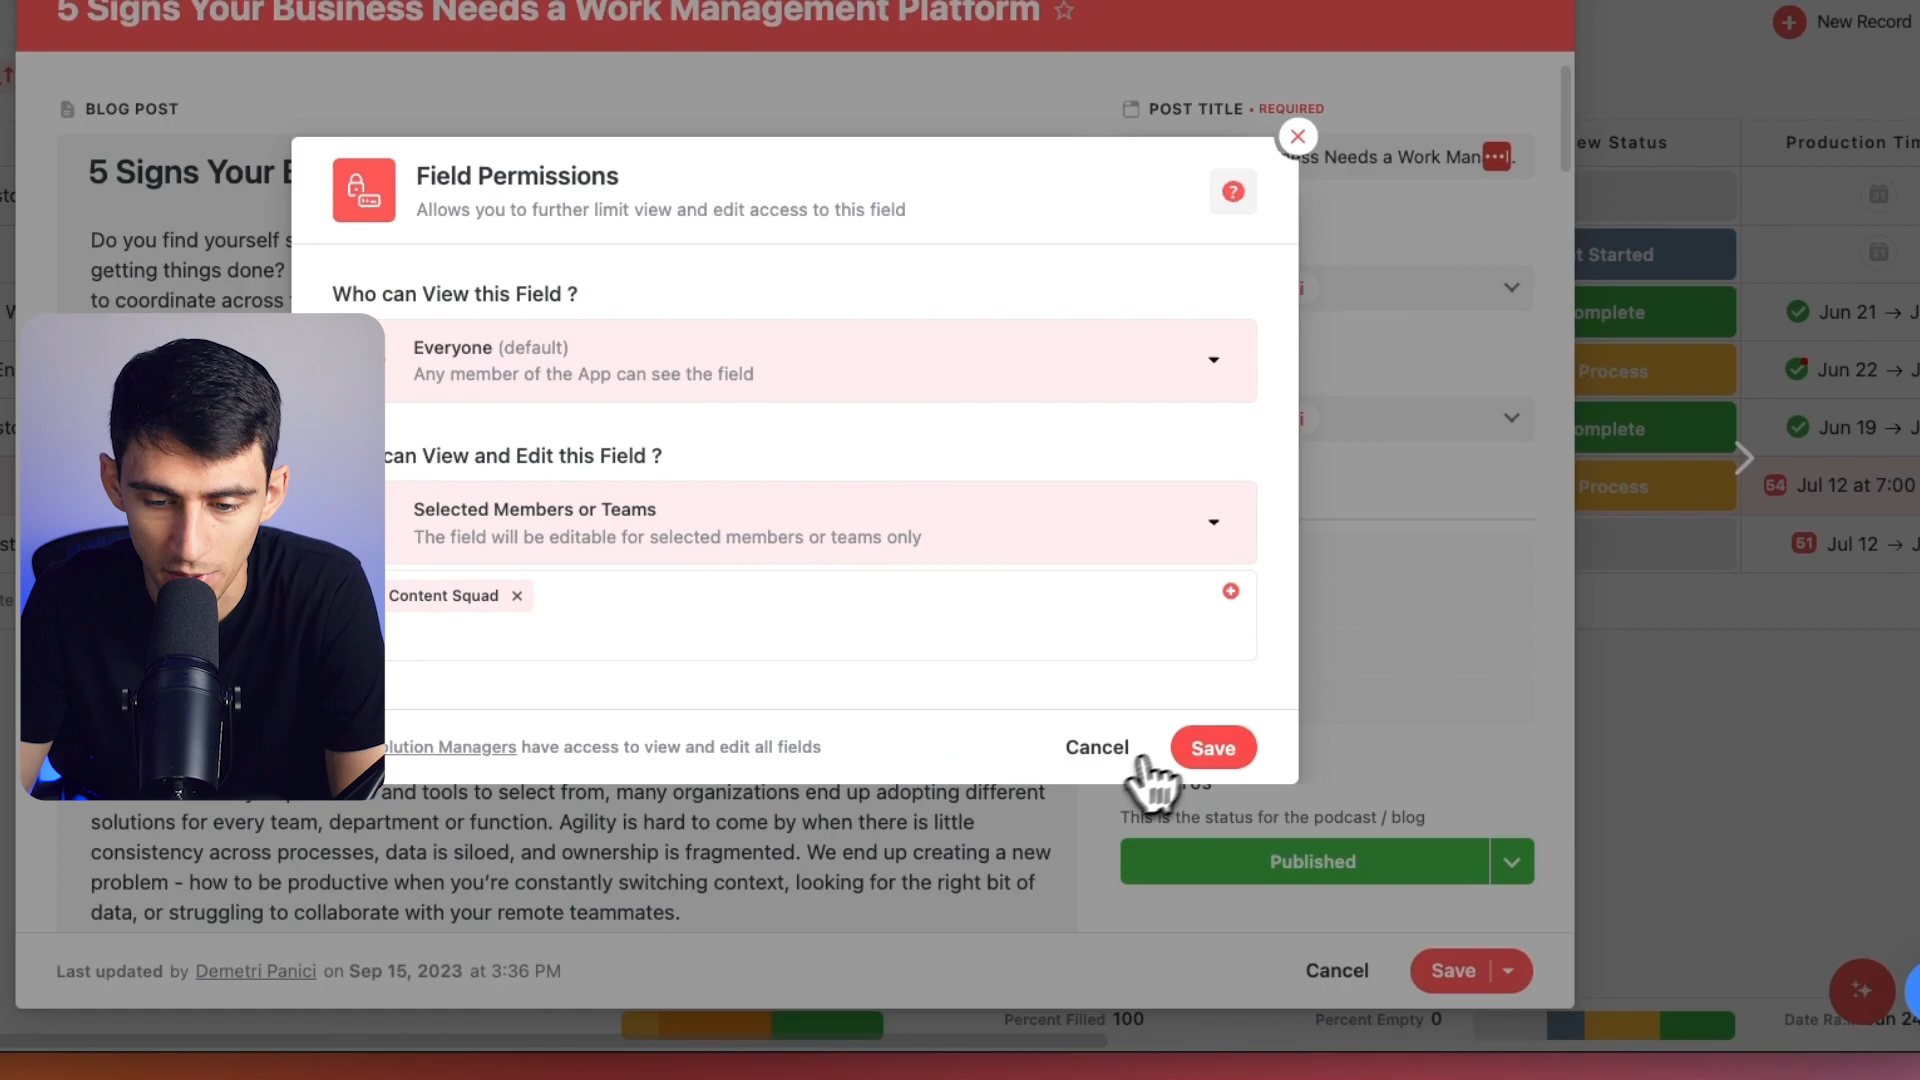 5 Signs Your Business Needs a Work Management Platform
New Record
BLOG POST
POST TITLE • REQUIRED
5 Signs Your
Needs a Work Man
Status
Production
Field Permissions
Allows you to further limit view and edit access to this field
?
Do you find yourself
getting things done?
to coordinate across
Who can View this Field ?
Everyone (default)
Any member of the App can see the field
Started
Jun 21 →
Process
Jun 22 →
Jun 19 →
can View and Edit this Field ?
Selected Members or Teams
The field will be editable for selected members or teams only
Process
54 Jul 12 at 7:00
51 Jul 12 →
Content Squad
Managers have access to view and edit all fields
Cancel
Save
and tools to select from, many organizations end up adopting different
solutions for every team, department or function. Agility is hard to come by when there is little
consistency across processes, data is siloed, and ownership is fragmented. We end up creating a new
problem - how to be productive when you're constantly switching context, looking for the right bit of
data, or struggling to collaborate with your remote teammates.
This is the status for the podcast / blog
Published
Last updated by Demetri Panici on Sep 15, 2023 at 3:36 PM
Cancel
Save
Percent Filled 100
Percent Empty 0
Date